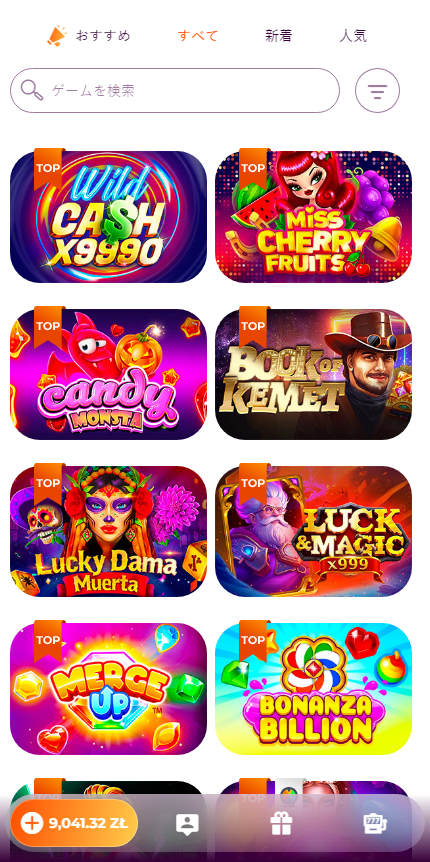 おすすめ すべて 新着 人気
ゲームを検索
TOP TOP
Wild
CA$H
X9990
MISS
CHERRY
FRUITS
TOP TOP
candy
MONSTA
BOOK OF
KEMET
TOP TOP
Lucky Dama
Muerta
LUCK
& MAGIC
x999
TOP TOP
MERGE
UP™
BONANZA
BILLION
TOP TOP
9,041.32 ZŁ
777